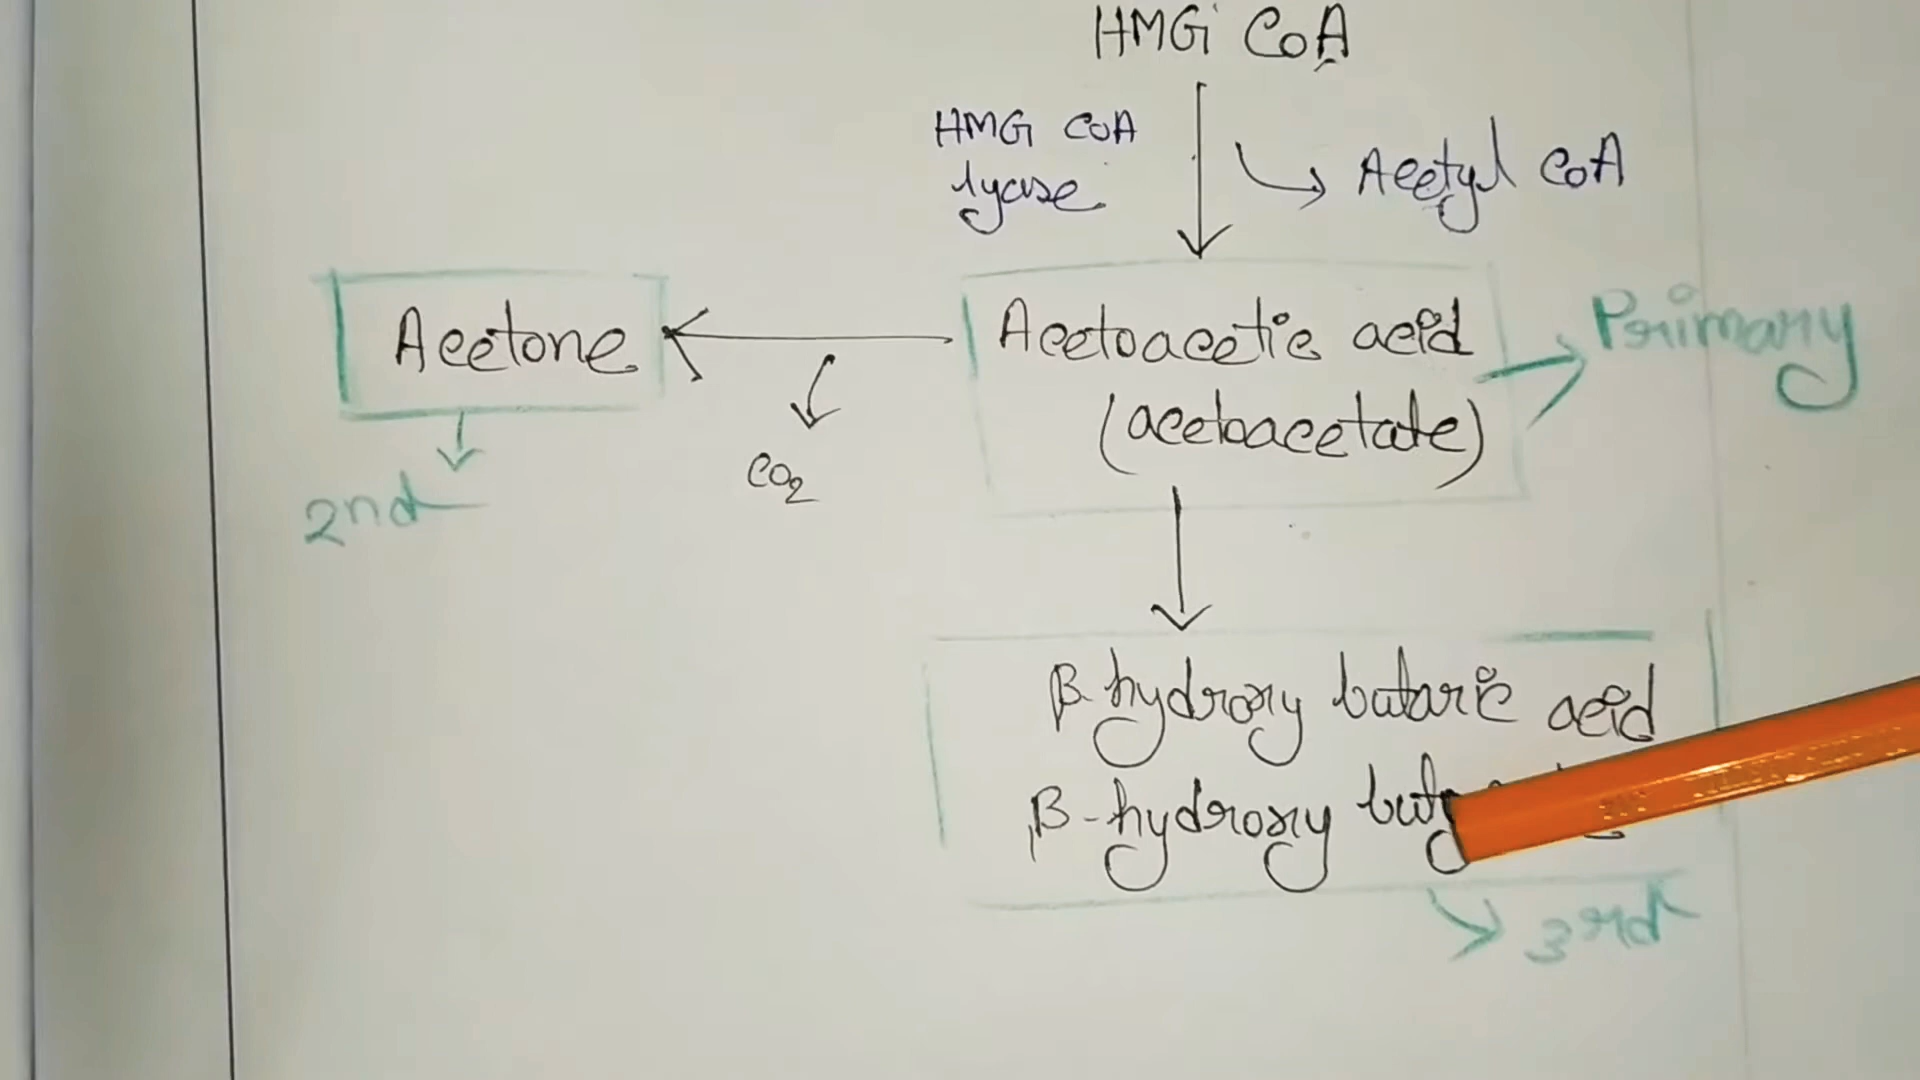 HMG CoA
HMG CoA
lyase
Acetyl CoA
Acetone
Acetoacetic acid
(acetoacetate)
Primary
CO2
2nd
β-hydroxy butaric acid
β-hydroxy
3rd